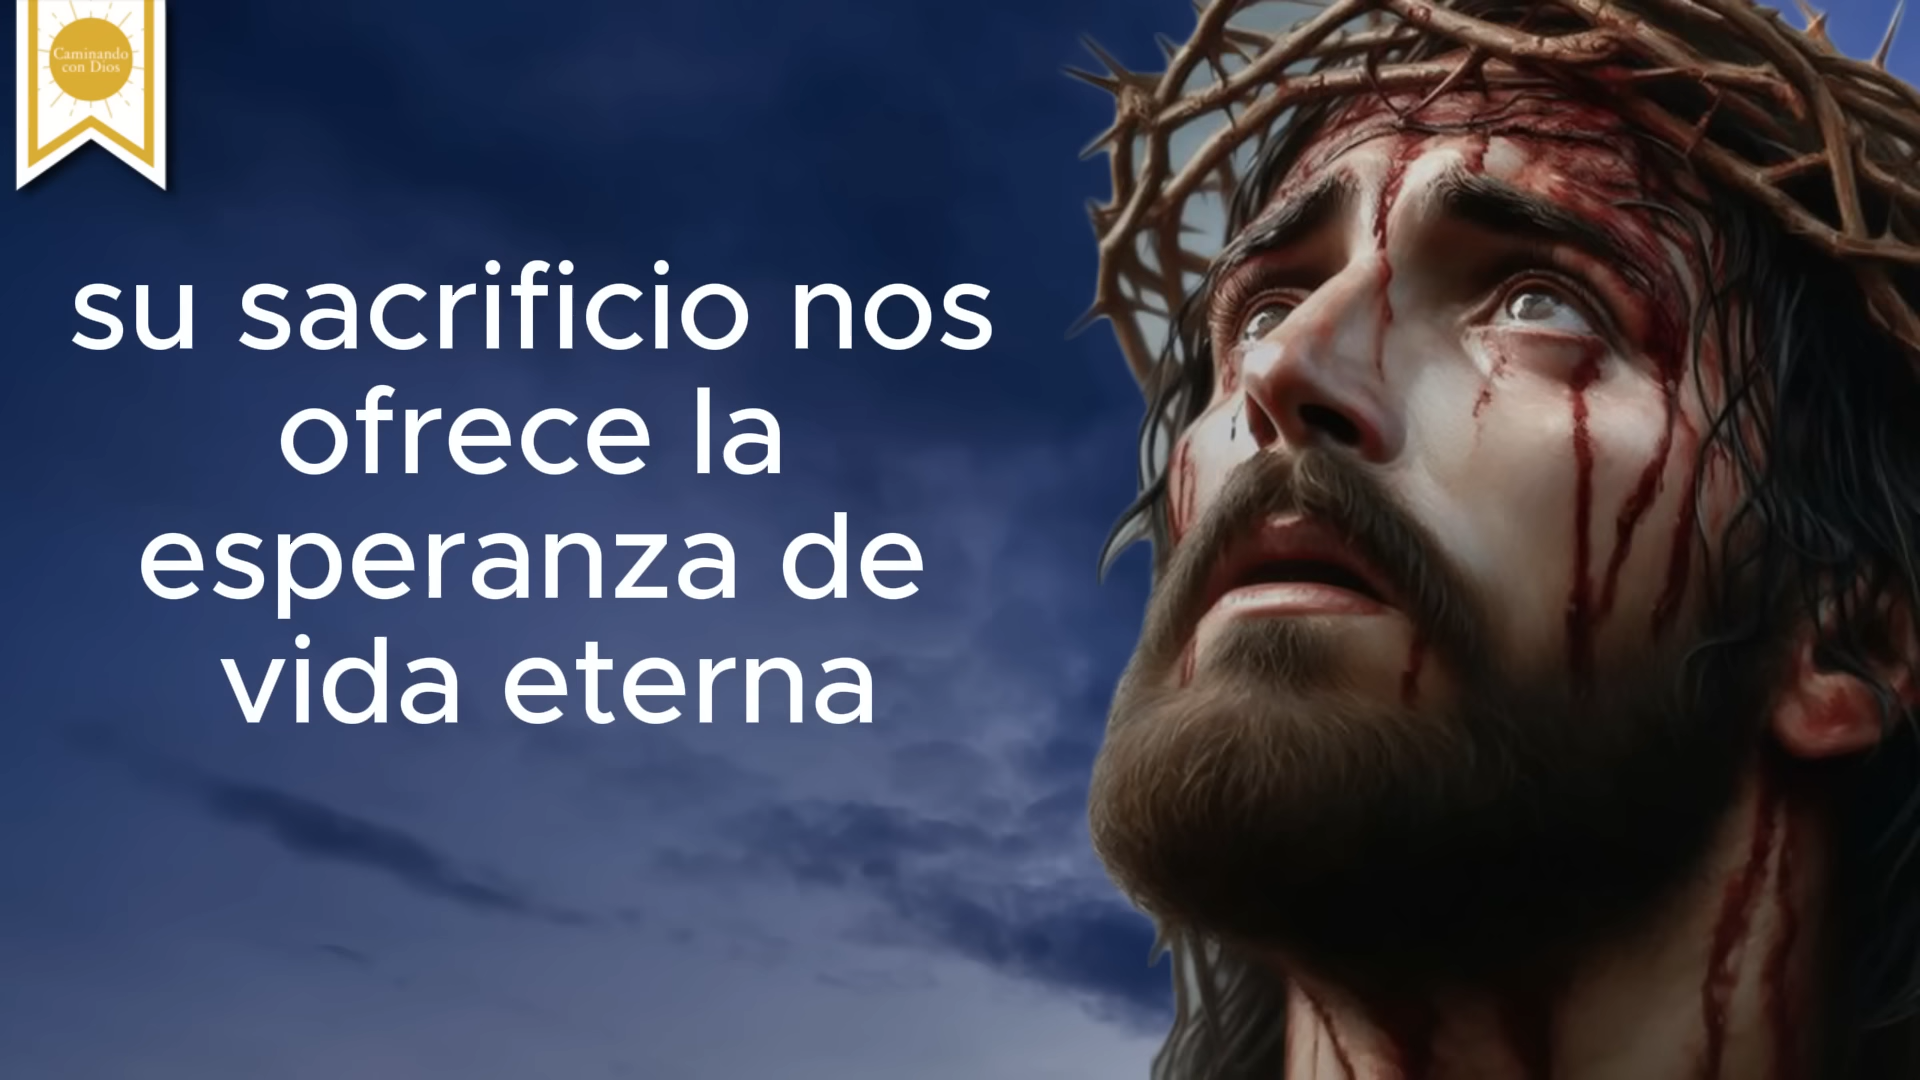 Caminando
con Dios
su sacrificio nos
ofrece la
esperanza de
vida eterna